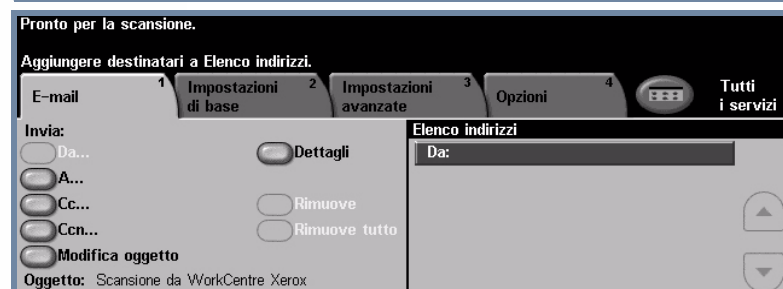 Pronto per la scansione.
Aggiungere destinatari a Elenco indirizzi.
E-mail 1
Impostazioni 2
di base
Impostazioni 3
avanzate
Opzioni 4
Tutti
i servizi
Invia:
Da...
Dettagli
A...
Cc...
Rimuove
Ccn...
Rimuove tutto
Modifica oggetto
Oggetto: Scansione da WorkCentre Xerox
Elenco indirizzi
Da: